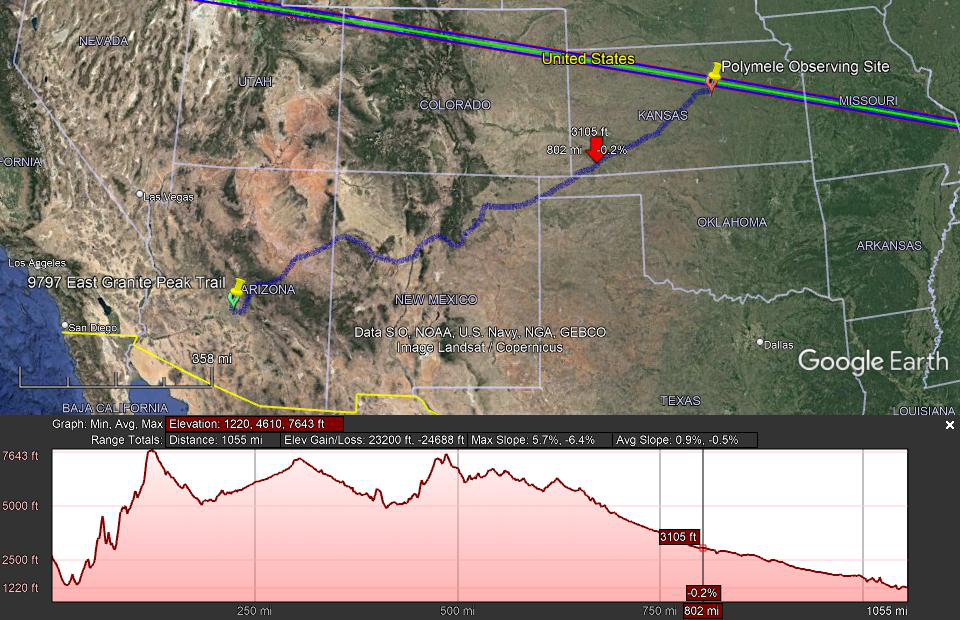 NEVADA
United States
Polymele Observing Site
UTAH
COLORADO
MISSOURI
KANSAS
3105 ft
802 mi -0.2%
ORNIA
Las Vegas
OKLAHOMA
ARKANSAS
Los Angeles
9797 East Granite Peak Trail
ARIZONA
NEW MEXICO
San Diego
Data SIO, NOAA, U.S. Navy, NGA, GEBCO
Image Landsat / Copernicus
Dallas
358 mi
Google Earth
TEXAS
BAJA CALIFORNIA
LOUISIANA
Graph: Min, Avg, Max Elevation: 1220, 4610, 7643 ft
Range Totals: Distance: 1055 mi Elev Gain/Loss: 23200 ft, -24688 ft Max Slope: 5.7%, -6.4% Avg Slope: 0.9%, -0.5%
7643 ft
5000 ft
3105 ft
2500 ft
1220 ft
-0.2%
250 mi 500 mi 750 mi 802 mi 1055 mi